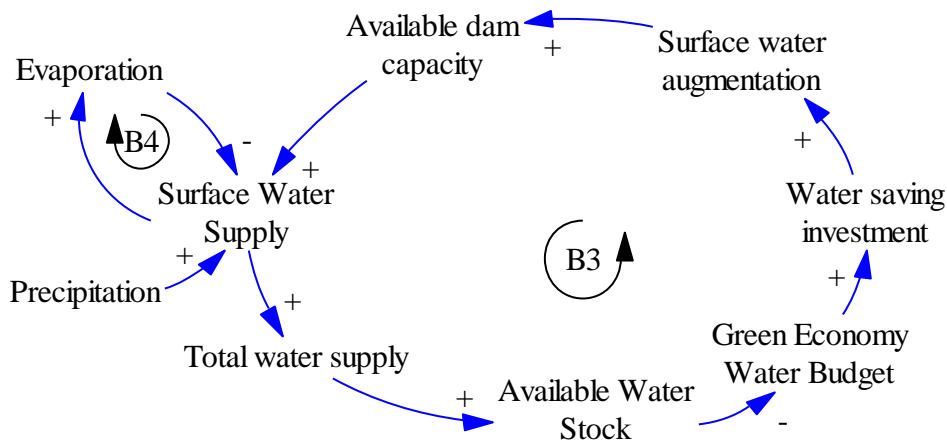 Available dam
capacity
+
Surface water
augmentation
Evaporation
+
B4
-
+
+
Surface Water
Supply
Water saving
investment
+
B3
Precipitation
+
+
Green Economy
Water Budget
Total water supply
+
Available Water
Stock
-